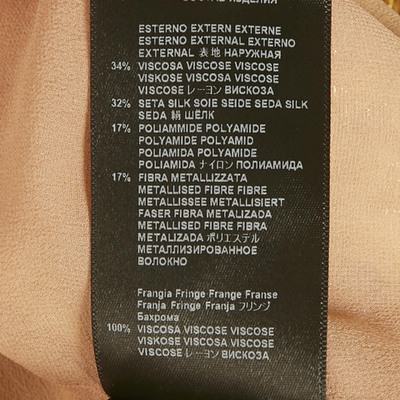 ESTERNO EXTERN EXTERNE
ESTERNO EXTERNAL EXTERNO
EXTERNAL 表地 НАРУЖНАЯ
34% VISCOSA VISCOSE VISCOSE
VISKOSE VISCOSA VISCOSE
VISCOSE レーヨン ВИСКОЗА
32% SETA SILK SOIE SEIDE SEDA SILK
SEDA 絹 ШЁЛК
17% POLIAMMIDE POLYAMIDE
POLYAMIDE POLYAMID
POLIAMIDA POLYAMIDE
POLIAMIDA ナイロン ПОЛИАМИДА
17% FIBRA METALLIZZATA
METALLISED FIBRE FIBRE
METALLISEE METALLISIERT
FASER FIBRA METALIZADA
METALLISED FIBRE FIBRA
METALIZADA ポリエステル
МЕТАЛЛИЗИРОВАННОЕ
ВОЛОКНО
Frangia Fringe Frange Franse
Franja Fringe Franja フリンジ
Бахрома
100% VISCOSA VISCOSE VISCOSE
VISKOSE VISCOSA VISCOSE
VISCOSE レーヨン ВИСКОЗА